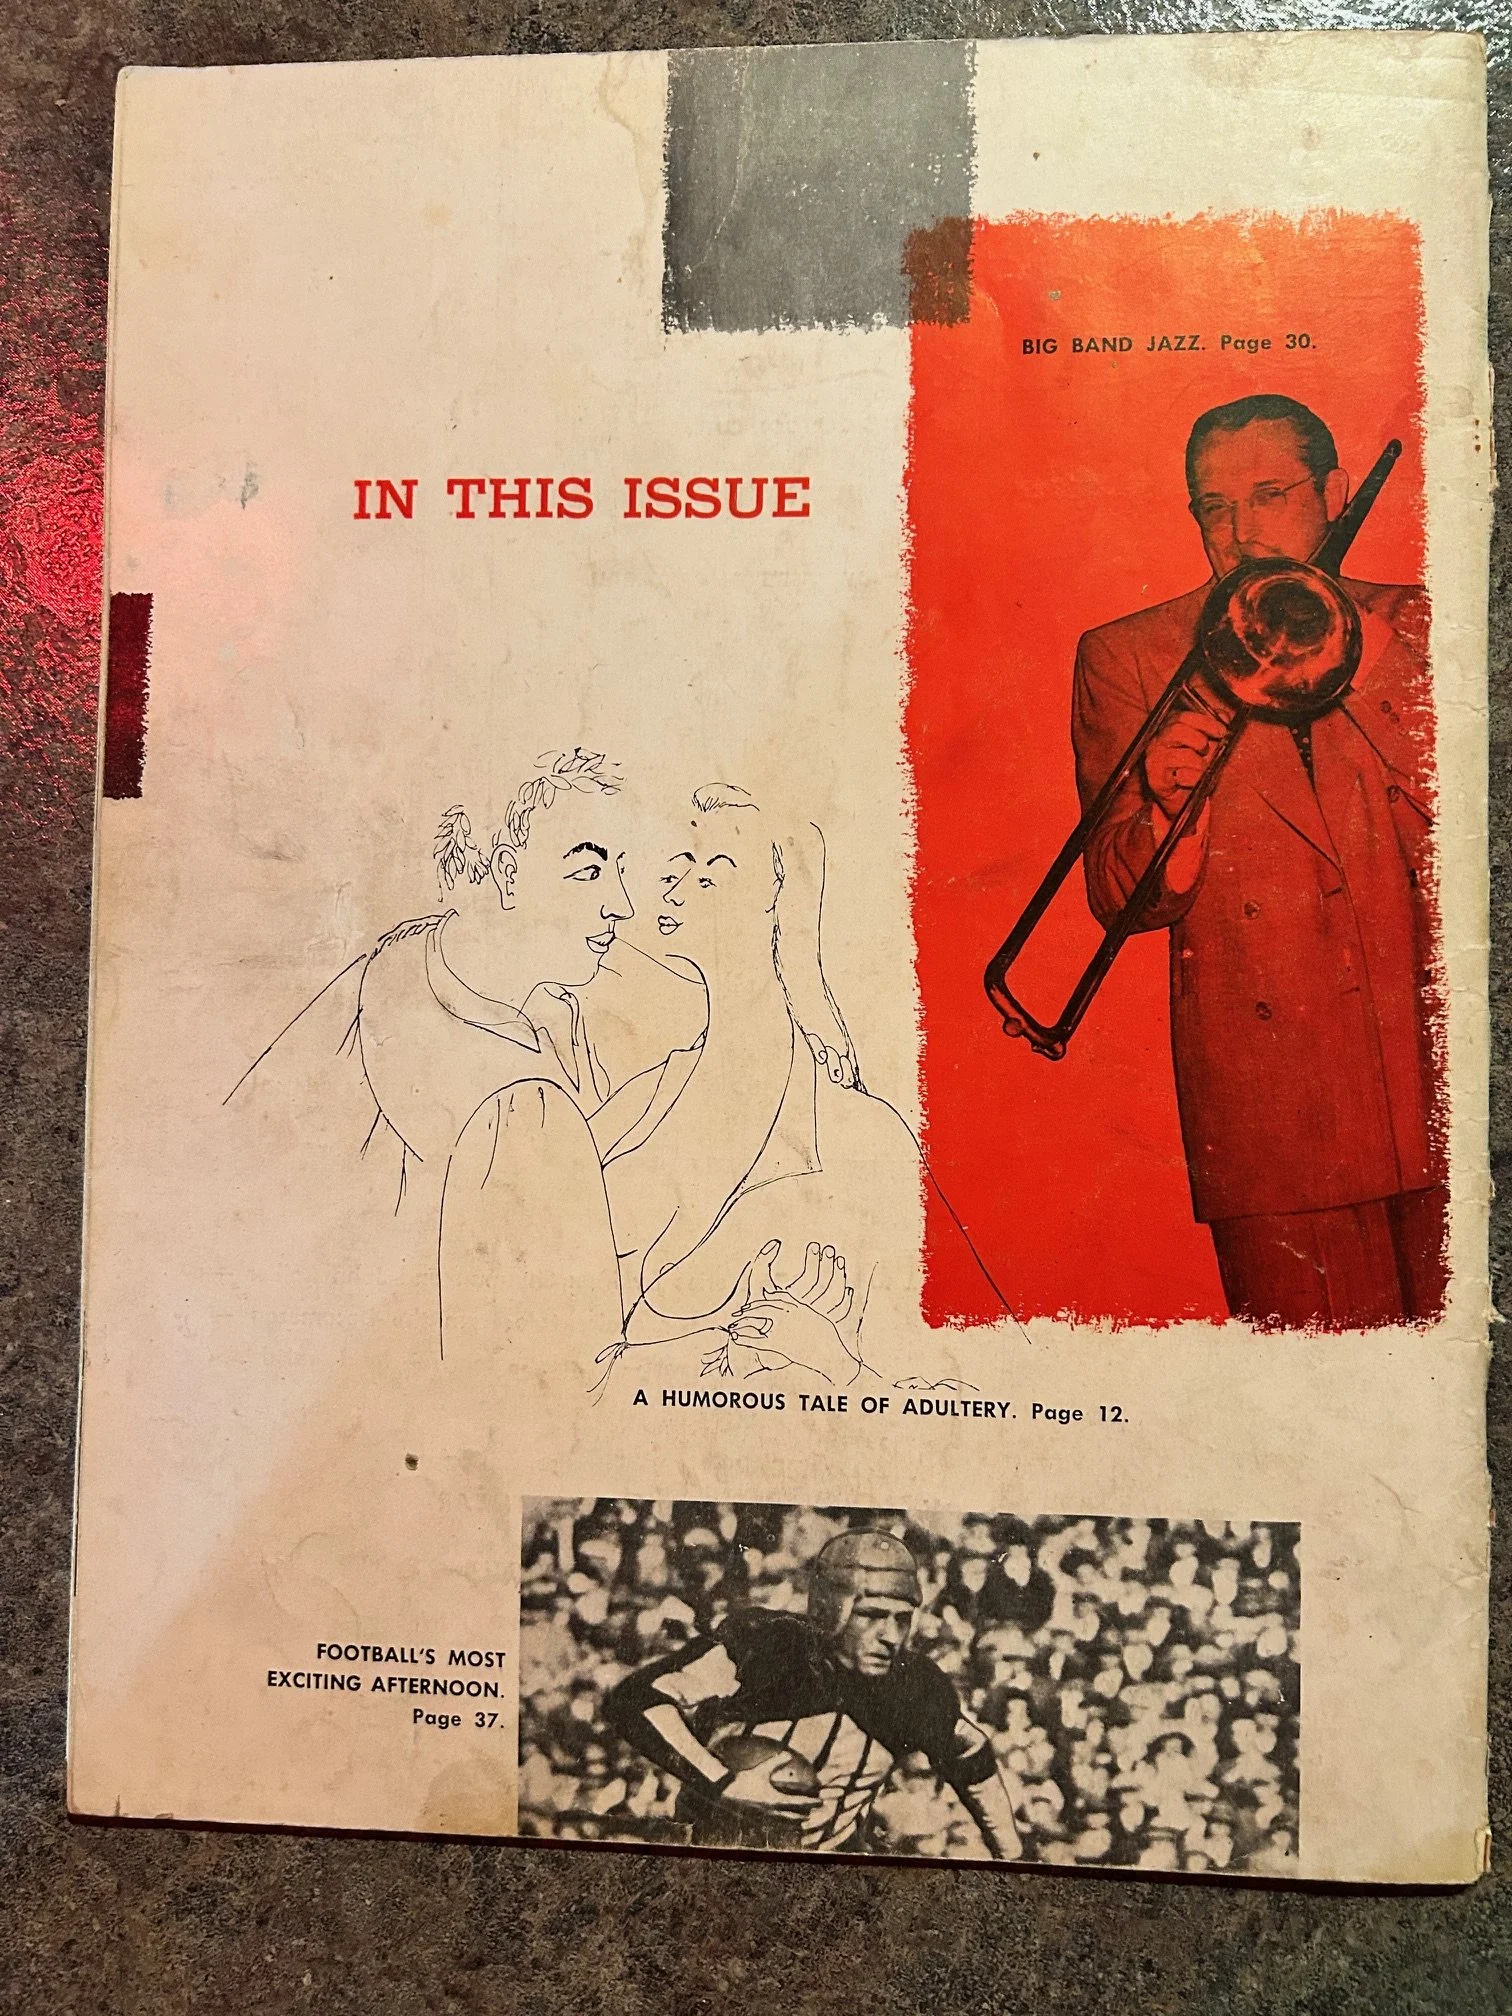 BIG BAND JAZZ. Page 30.
IN THIS ISSUE
A HUMOROUS TALE OF ADULTERY. Page 12.
FOOTBALL'S MOST
EXCITING AFTERNOON.
Page 37.